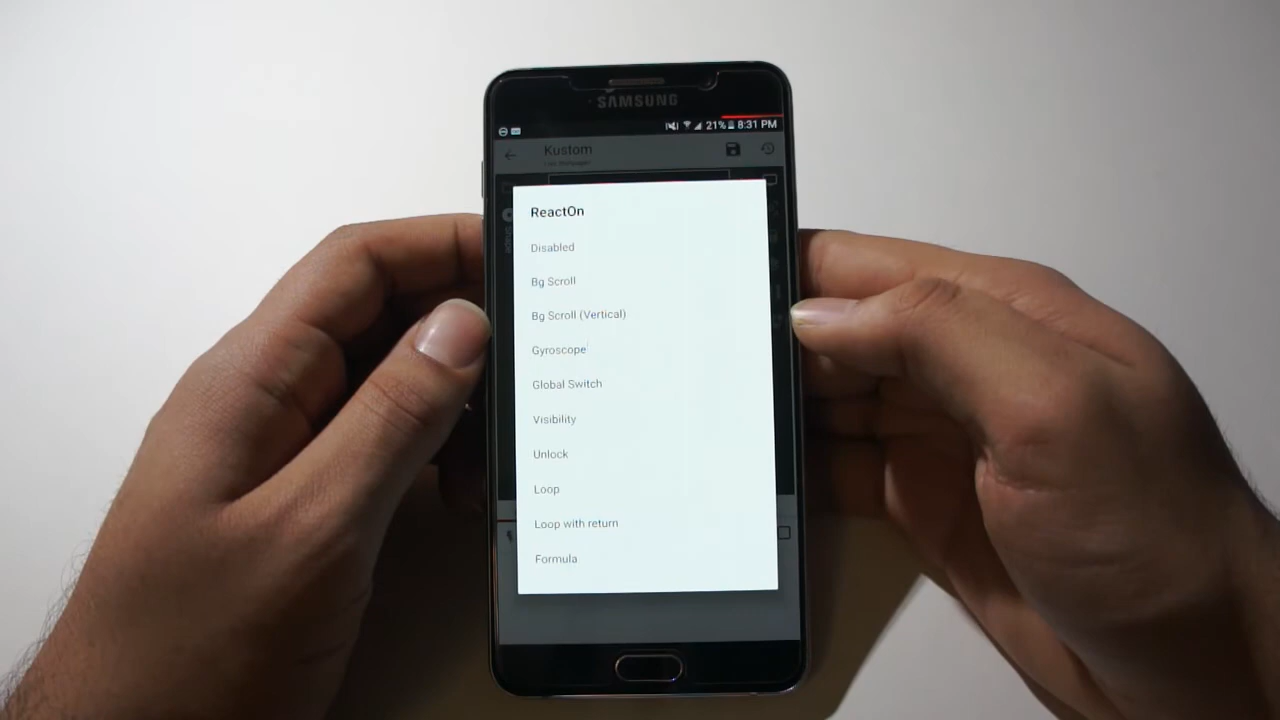 SAMSUNG
21% 8:31 PM
Kustom
ReactOn
Disabled
Bg Scroll
Bg Scroll (Vertical)
Gyroscope
Global Switch
Visibility
Unlock
Loop
Loop with return
Formula